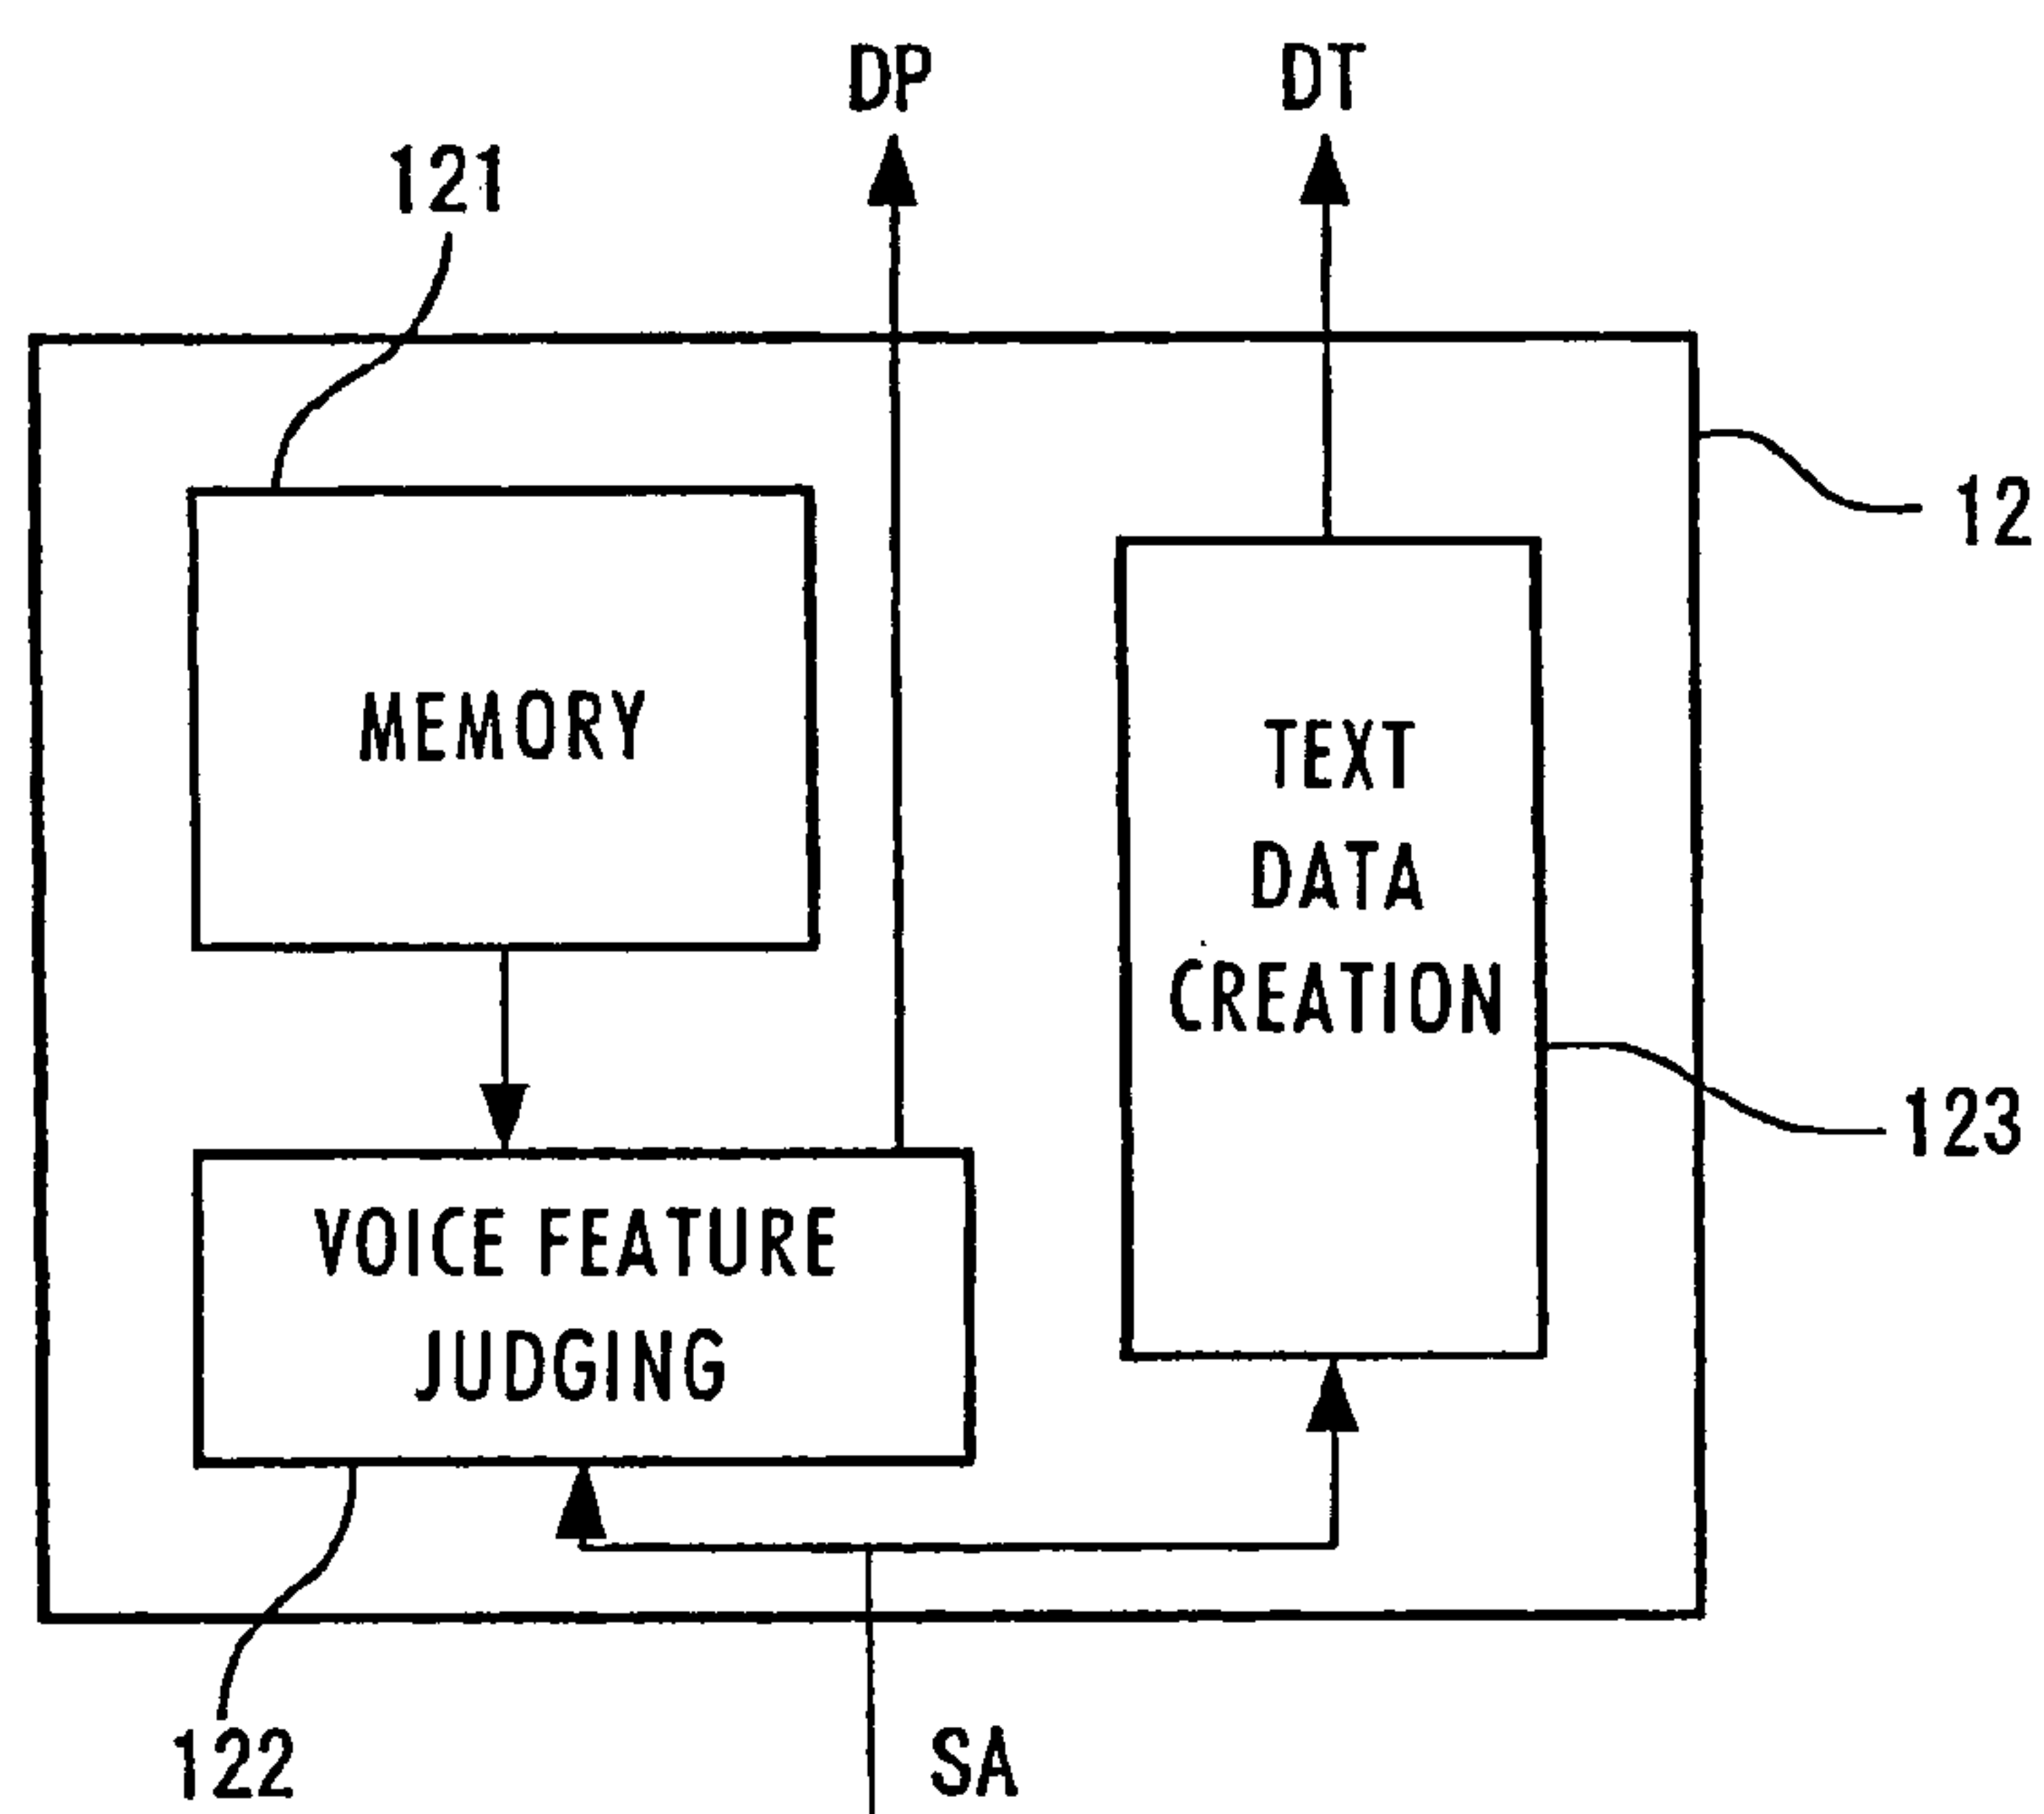 DP
DT
121
12
MEMORY
TEXT
DATA
CREATION
123
VOICE FEATURE
JUDGING
122
SA